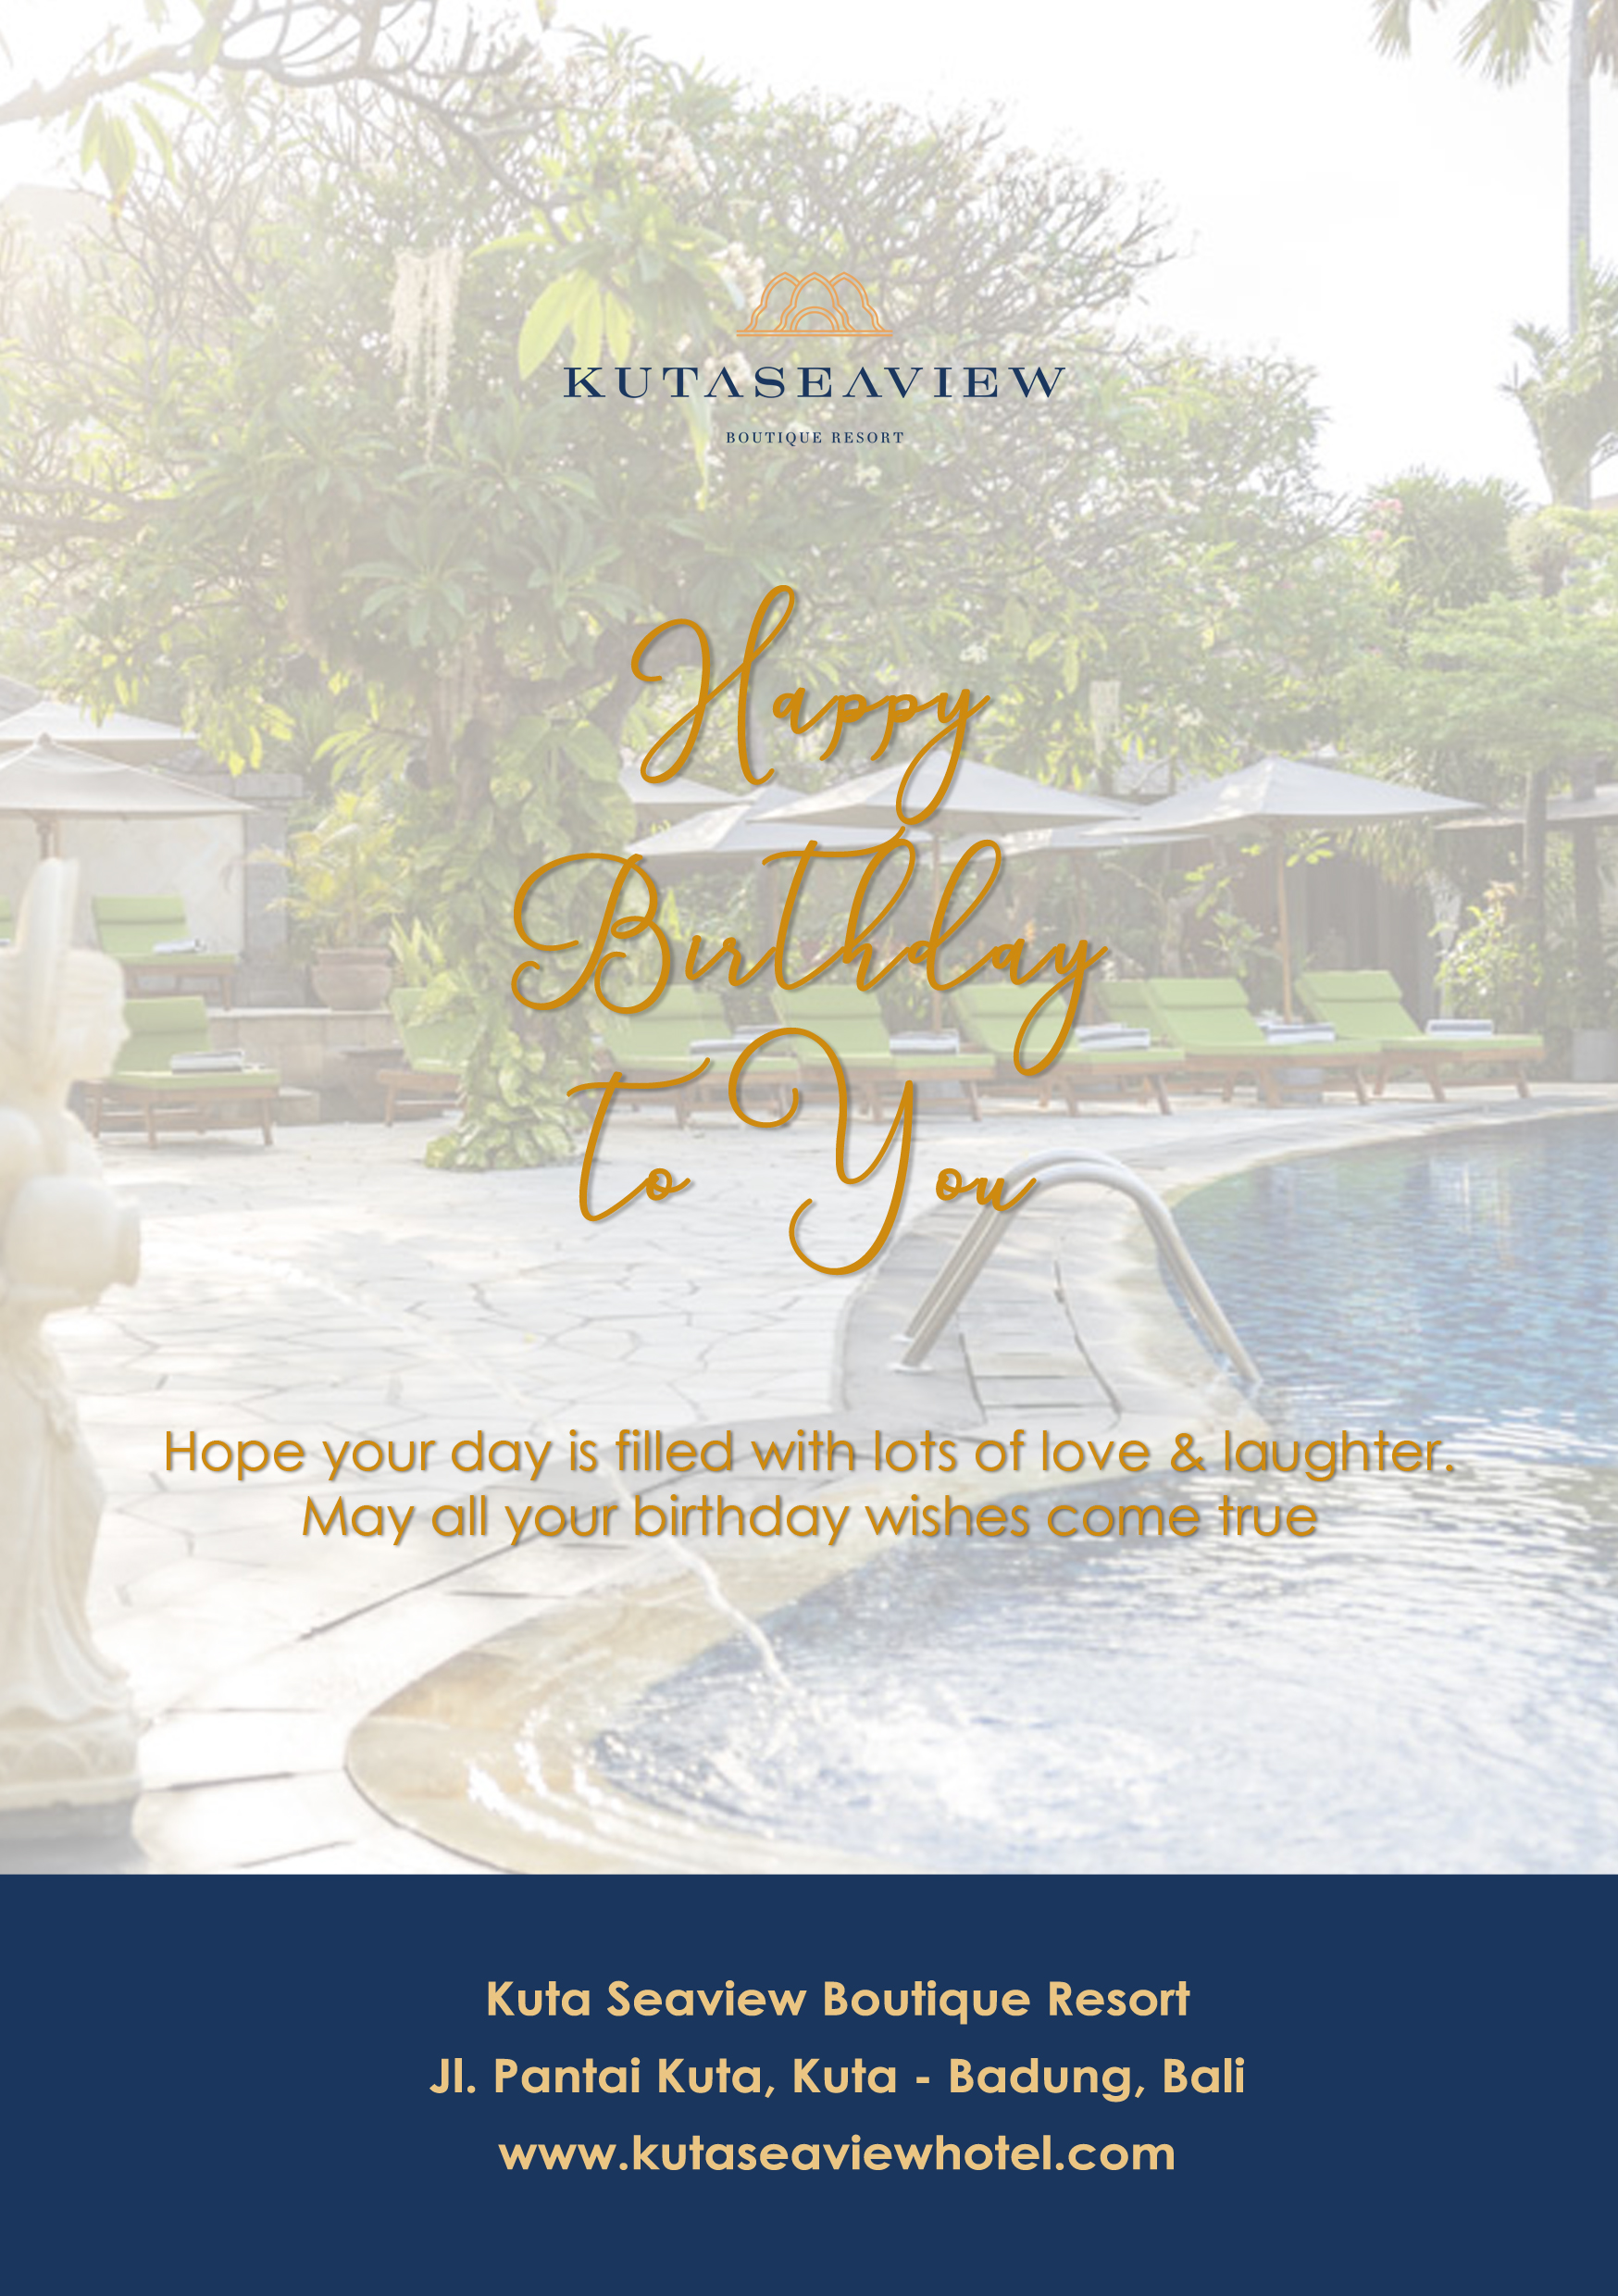 KUTASEAVIEW
BOUTIQUE RESORT
Happy
Birthday
to You
Hope your day is filled with lots of love & laughter.
May all your birthday wishes come true
Kuta Seaview Boutique Resort
Jl. Pantai Kuta, Kuta - Badung, Bali
www.kutaseaviewhotel.com